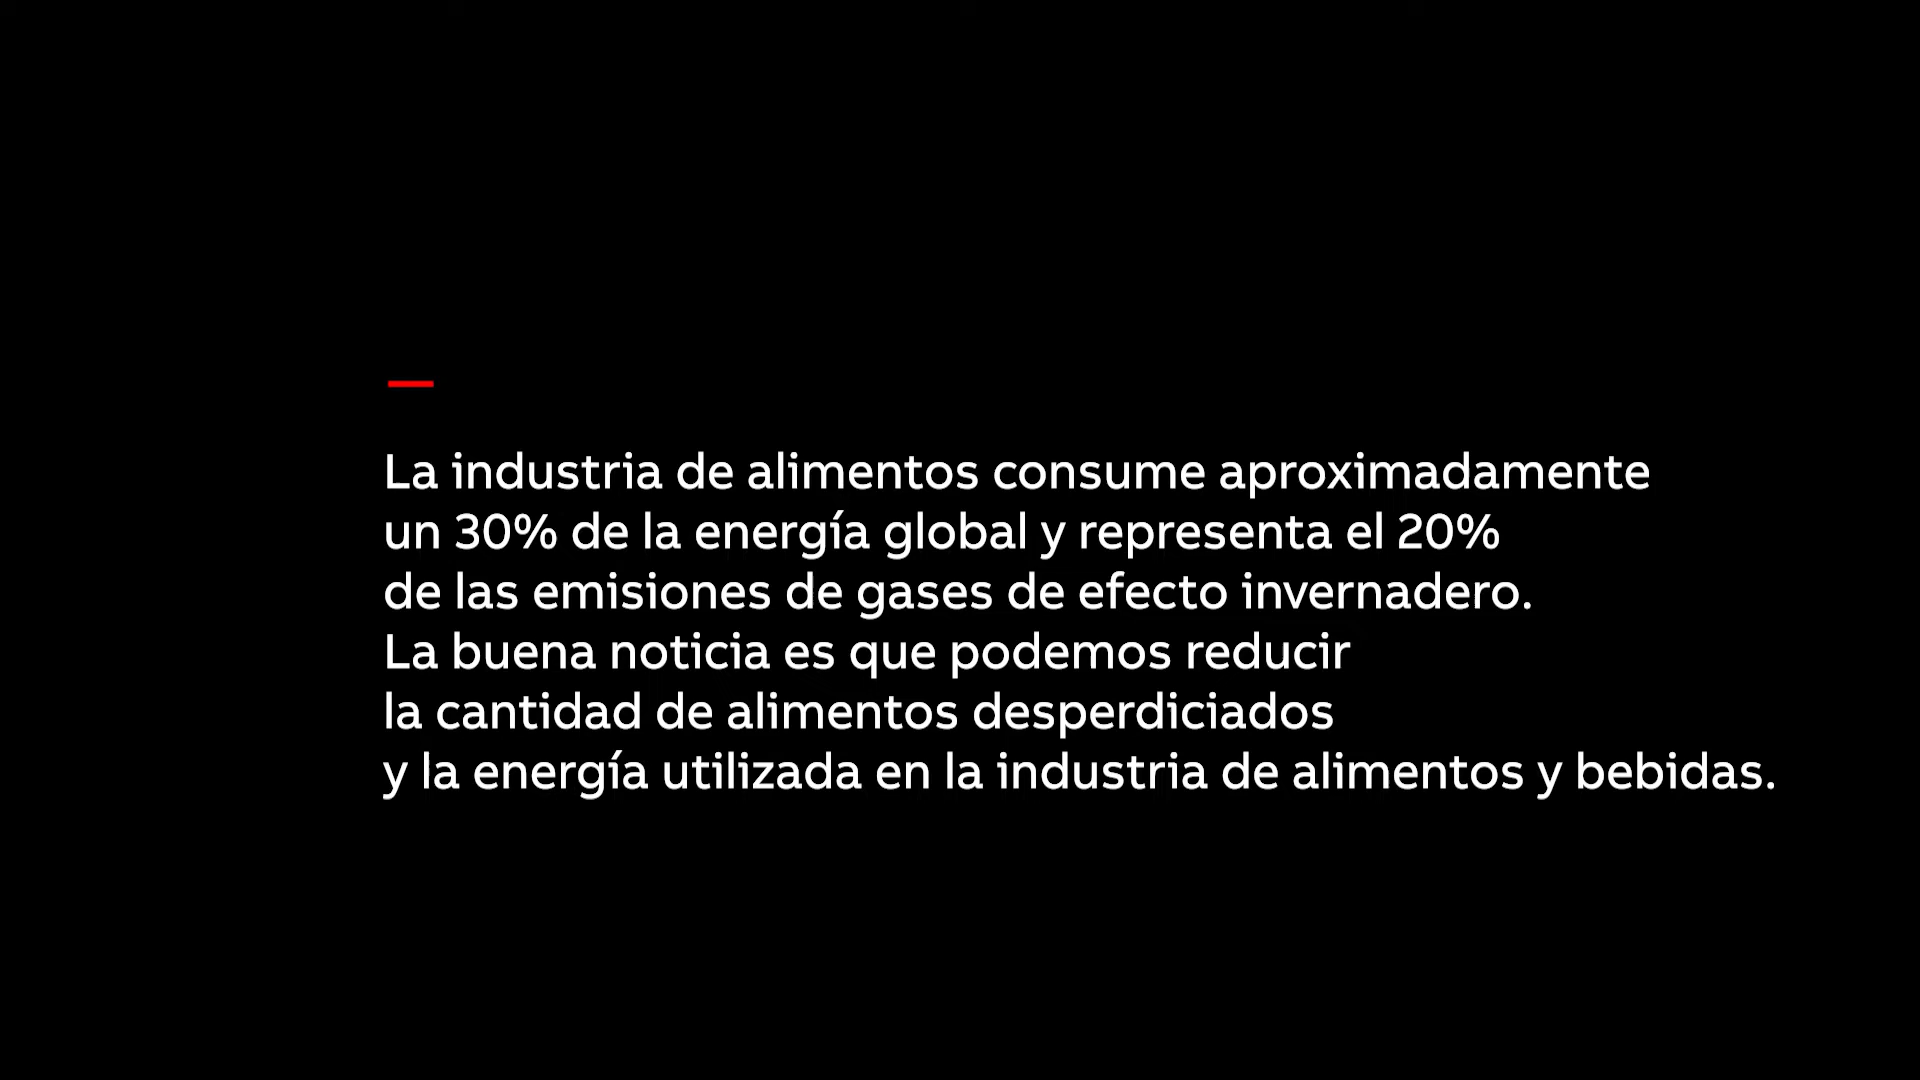 La industria de alimentos consume aproximadamente
un 30% de la energía global y representa el 20%
de las emisiones de gases de efecto invernadero.
La buena noticia es que podemos reducir
la cantidad de alimentos desperdiciados
y la energía utilizada en la industria de alimentos y bebidas.